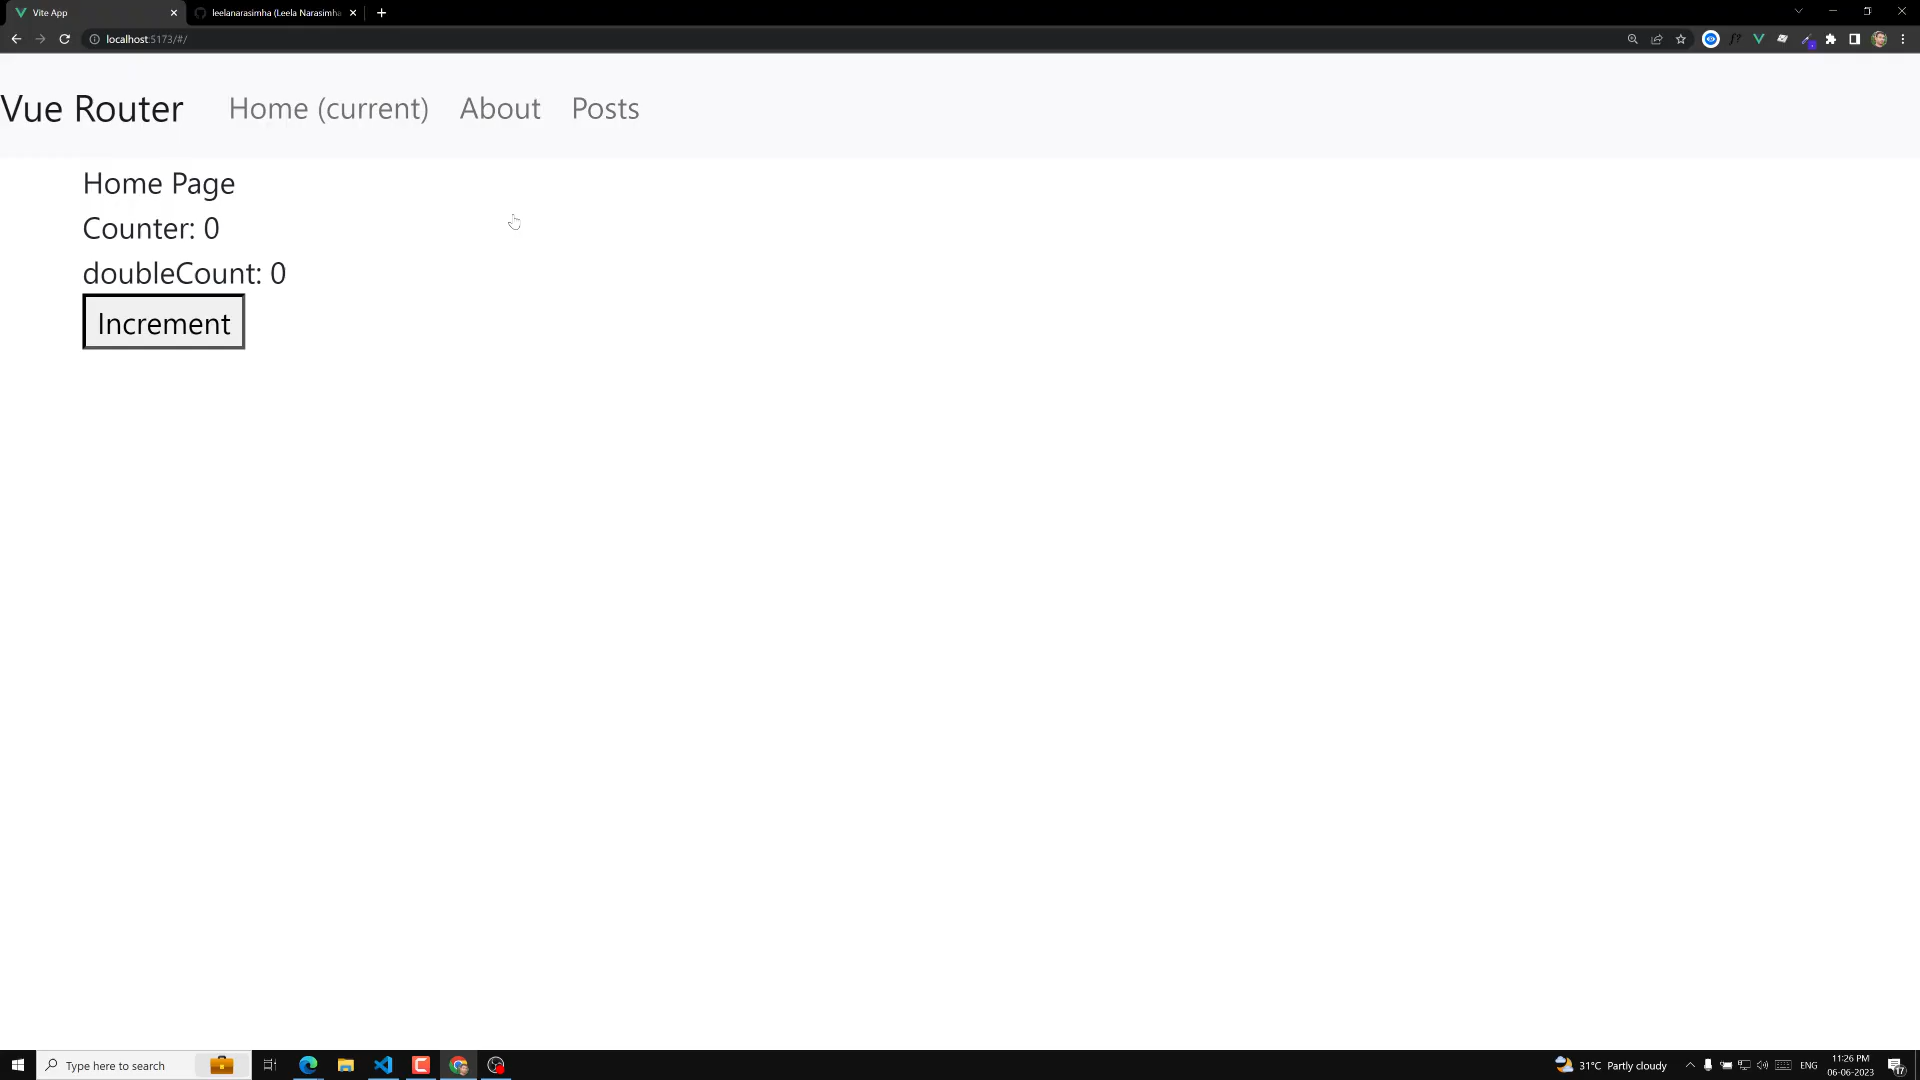 Vite App
leelanarasimha (Leela Narasimha
localhost:5173/#/
Vue Router
Home (current)
About
Posts
Home Page
Counter: 0
doubleCount: 0
Increment
Type here to search
31°C Partly cloudy
ENG
11:26 PM
06-06-2023
17